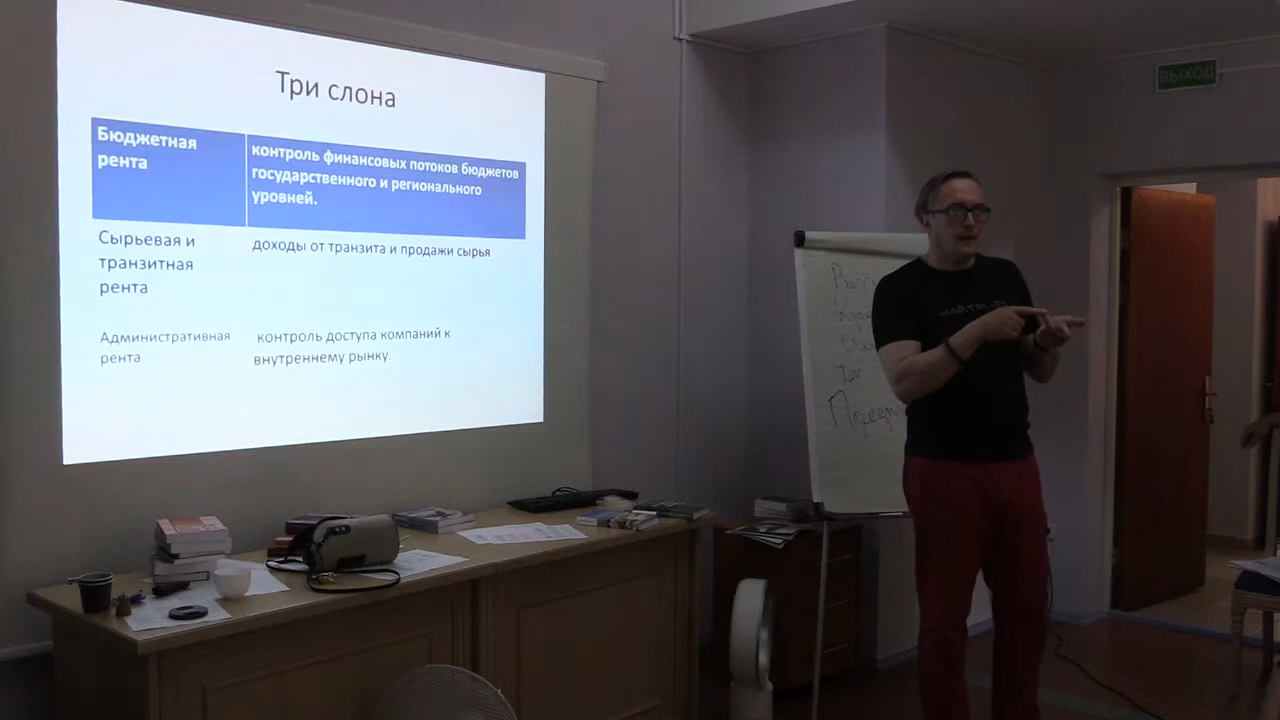 Три слона
Бюджетная
рента
контроль финансовых потоков бюджетов
государственного и регионального
уровней.
Сырьевая и
транзитная
рента
доходы от транзита и продажи сырья
Административная
рента
контроль доступа компаний к
внутреннему рынку.
ВЫХОД